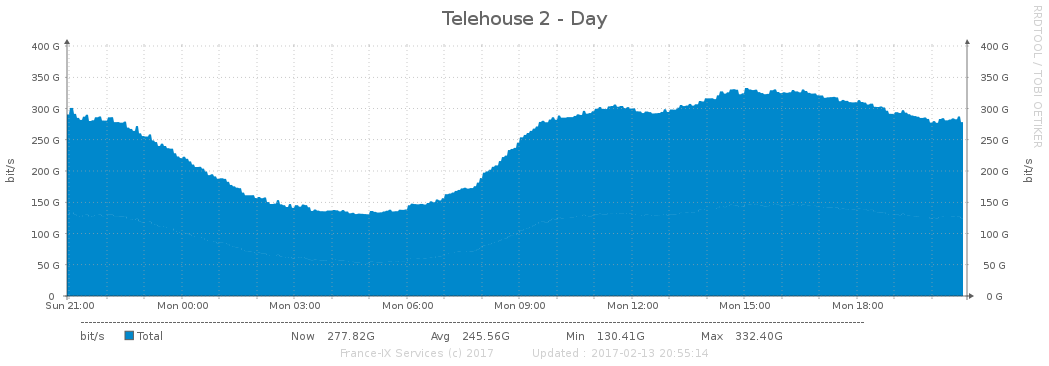 Telehouse 2 - Day
RRDTOOL / TOBI OETIKER
400 G 400 G
350 G 350 G
300 G 300 G
250 G 250 G
200 G 200 G
150 G 150 G
100 G 100 G
50 G 50 G
0 0 G
bit/s bit/s
Sun 21:00 Mon 00:00 Mon 03:00 Mon 06:00 Mon 09:00 Mon 12:00 Mon 15:00 Mon 18:00
bit/s Total Now 277.82G Avg 245.56G Min 130.41G Max 332.40G
France-IX Services (c) 2017 Updated : 2017-02-13 20:55:14